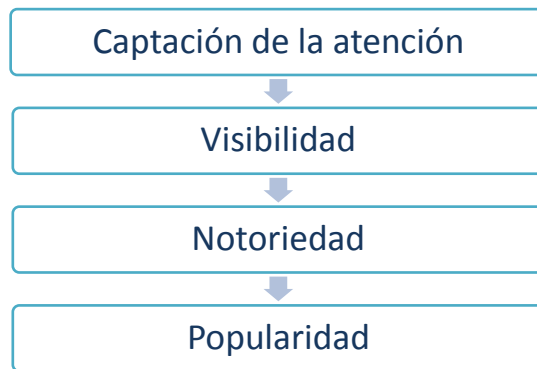 Captación de la atención
Visibilidad
Notoriedad
Popularidad